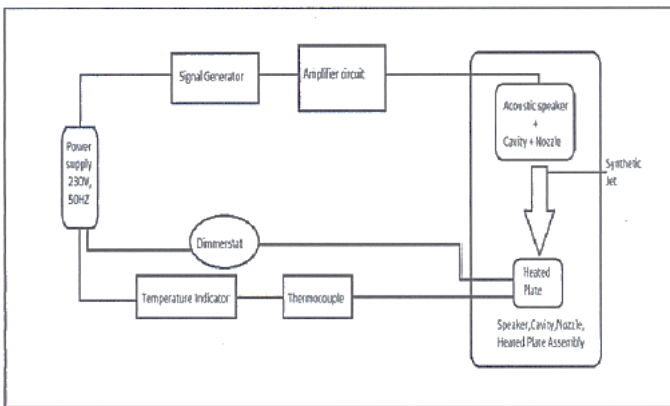 Signal Generator
Amplifier circuit
Acoustic speaker
+
Cavity + Nozzle
Power
supply
230V,
50HZ
Synthetic
Jet
Dimmerstat
Heated
Plate
Temperature Indicator
Thermocouple
Speaker,Cavity,Nozzle,
Heated Plate Assembly